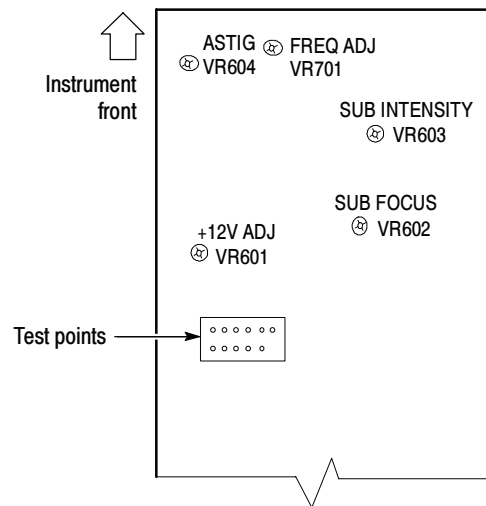 ASTIG
VR604
FREQ ADJ
VR701
Instrument
front
SUB INTENSITY
VR603
SUB FOCUS
VR602
+12V ADJ
VR601
Test points